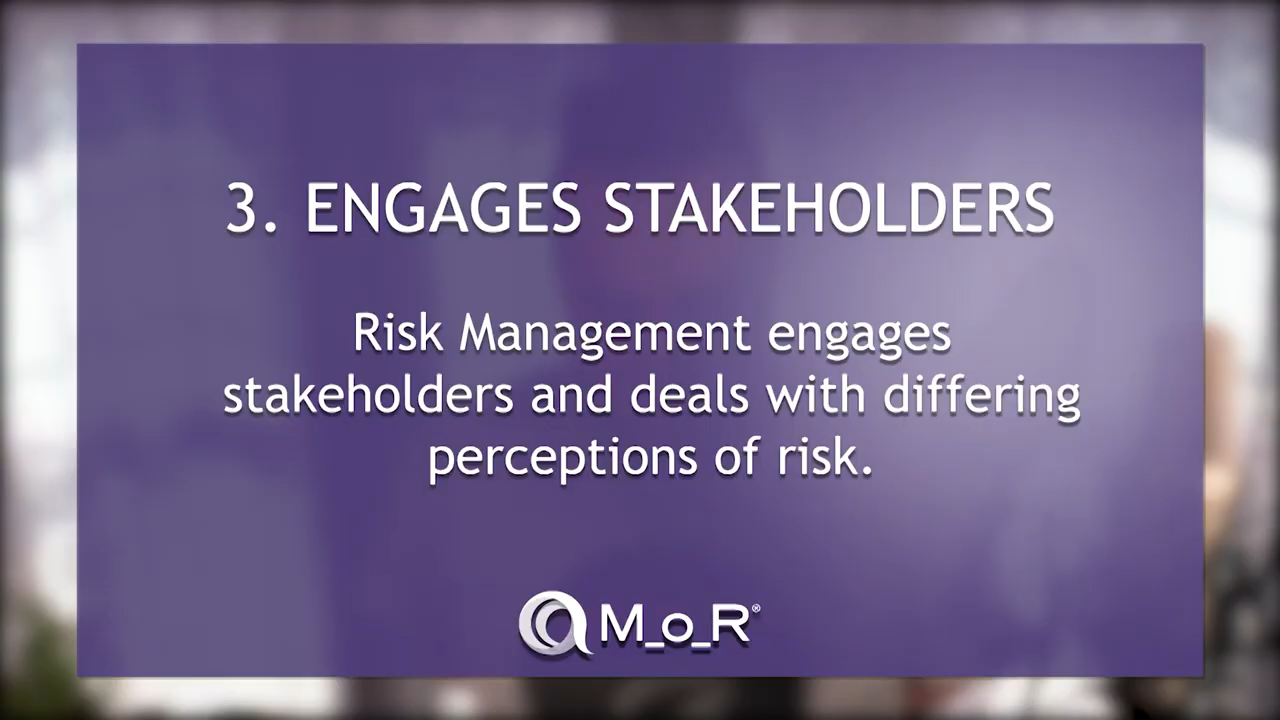 3. ENGAGES STAKEHOLDERS
Risk Management engages
stakeholders and deals with differing
perceptions of risk.
M_o_R®